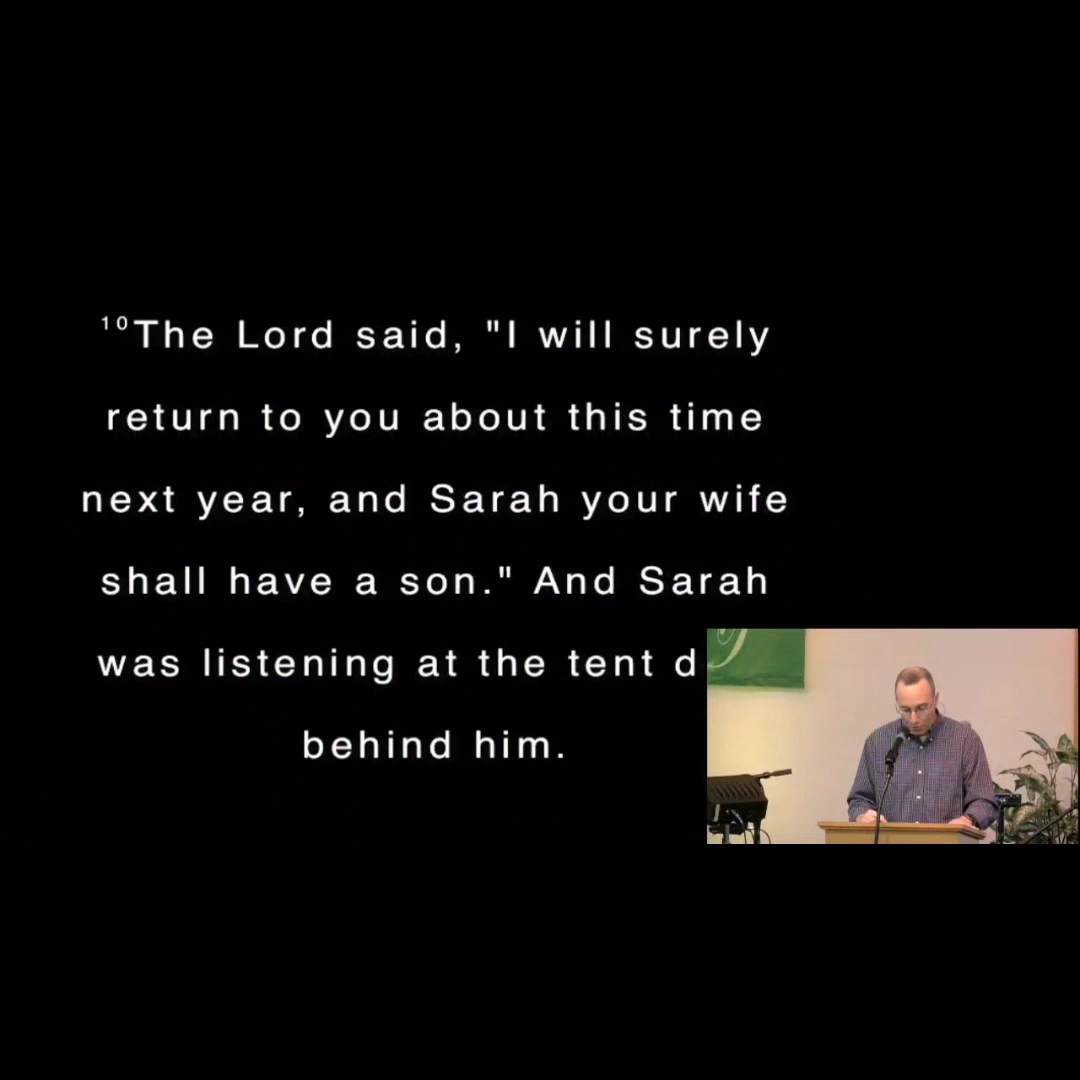 ¹⁰The Lord said, "I will surely
return to you about this time
next year, and Sarah your wife
shall have a son." And Sarah
was listening at the tent
behind him.